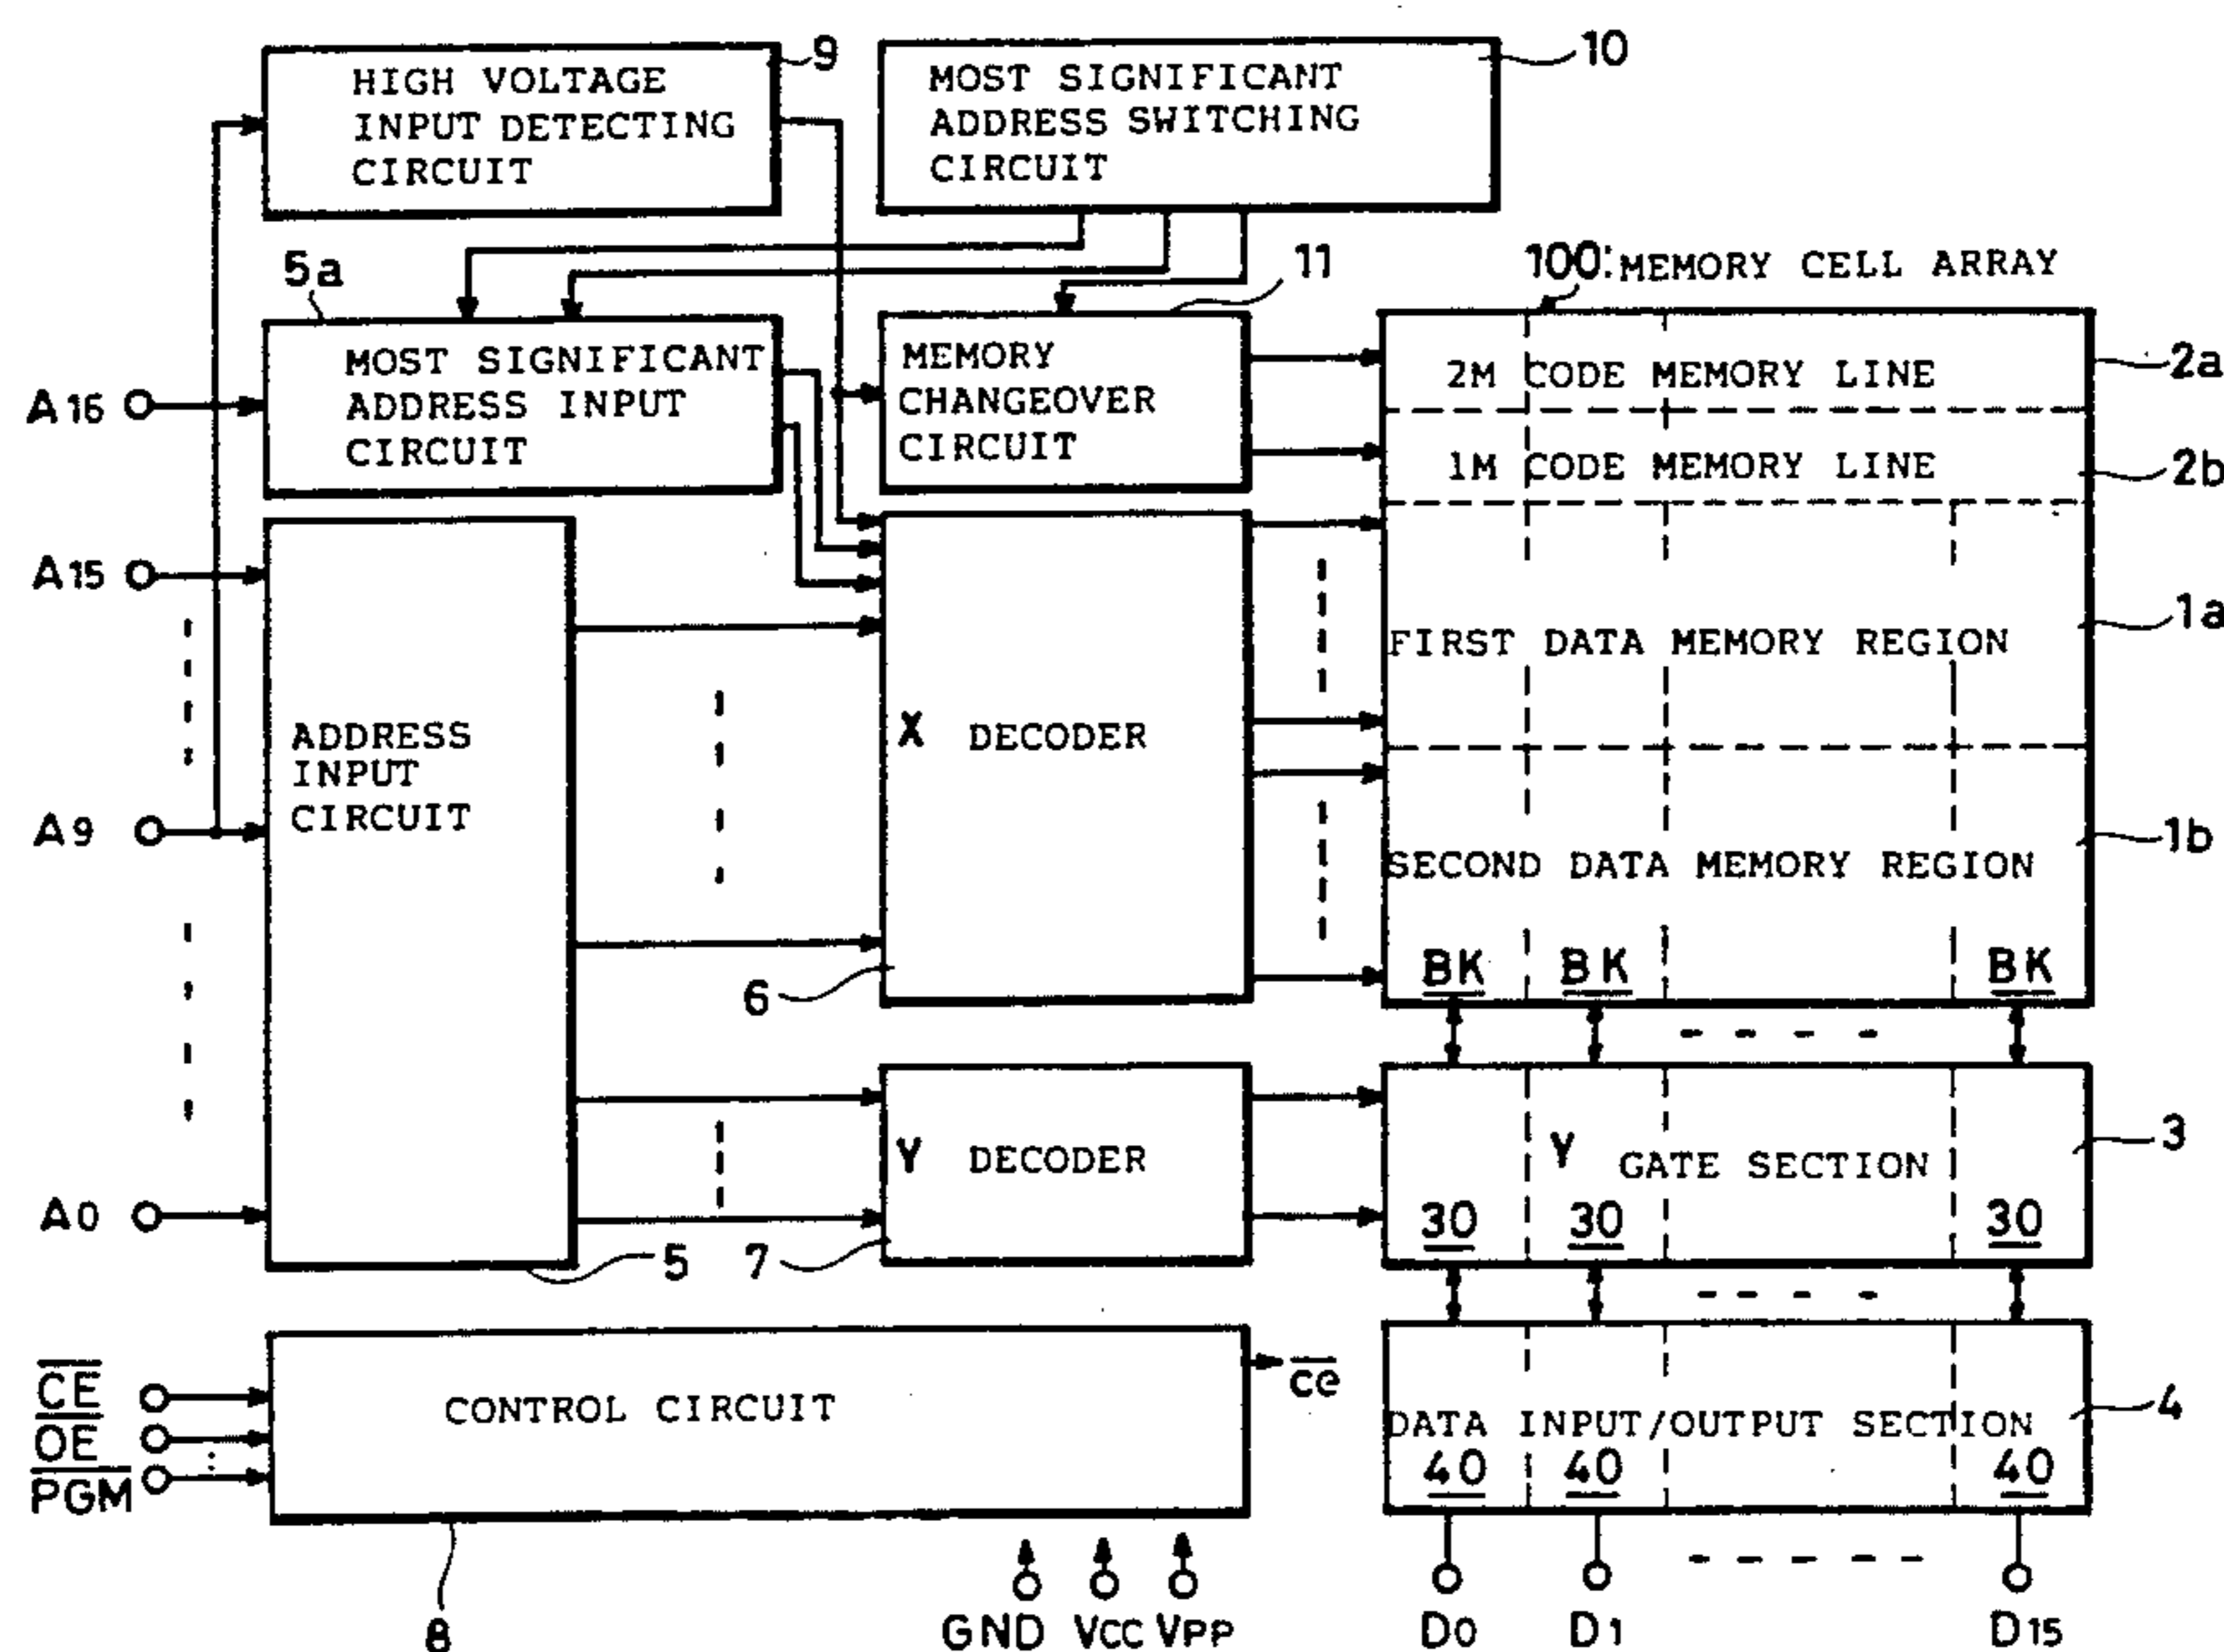 HIGH VOLTAGE
INPUT DETECTING
CIRCUIT
9
MOST SIGNIFICANT
ADDRESS SWITCHING
CIRCUIT
10
5a
11
100: MEMORY CELL ARRAY
A16
MOST SIGNIFICANT
ADDRESS INPUT
CIRCUIT
MEMORY
CHANGEOVER
CIRCUIT
2M CODE MEMORY LINE
2a
1M CODE MEMORY LINE
2b
A15
FIRST DATA MEMORY REGION
1a
ADDRESS
INPUT
CIRCUIT
X DECODER
A9
SECOND DATA MEMORY REGION
1b
6
BK
BK
BK
A0
Y DECODER
Y GATE SECTION
3
30
30
30
5
7
CE
OE
PGM
CONTROL CIRCUIT
ce
DATA INPUT/OUTPUT SECTION
4
40
40
40
8
GND
VCC
VPP
D0
D1
D15